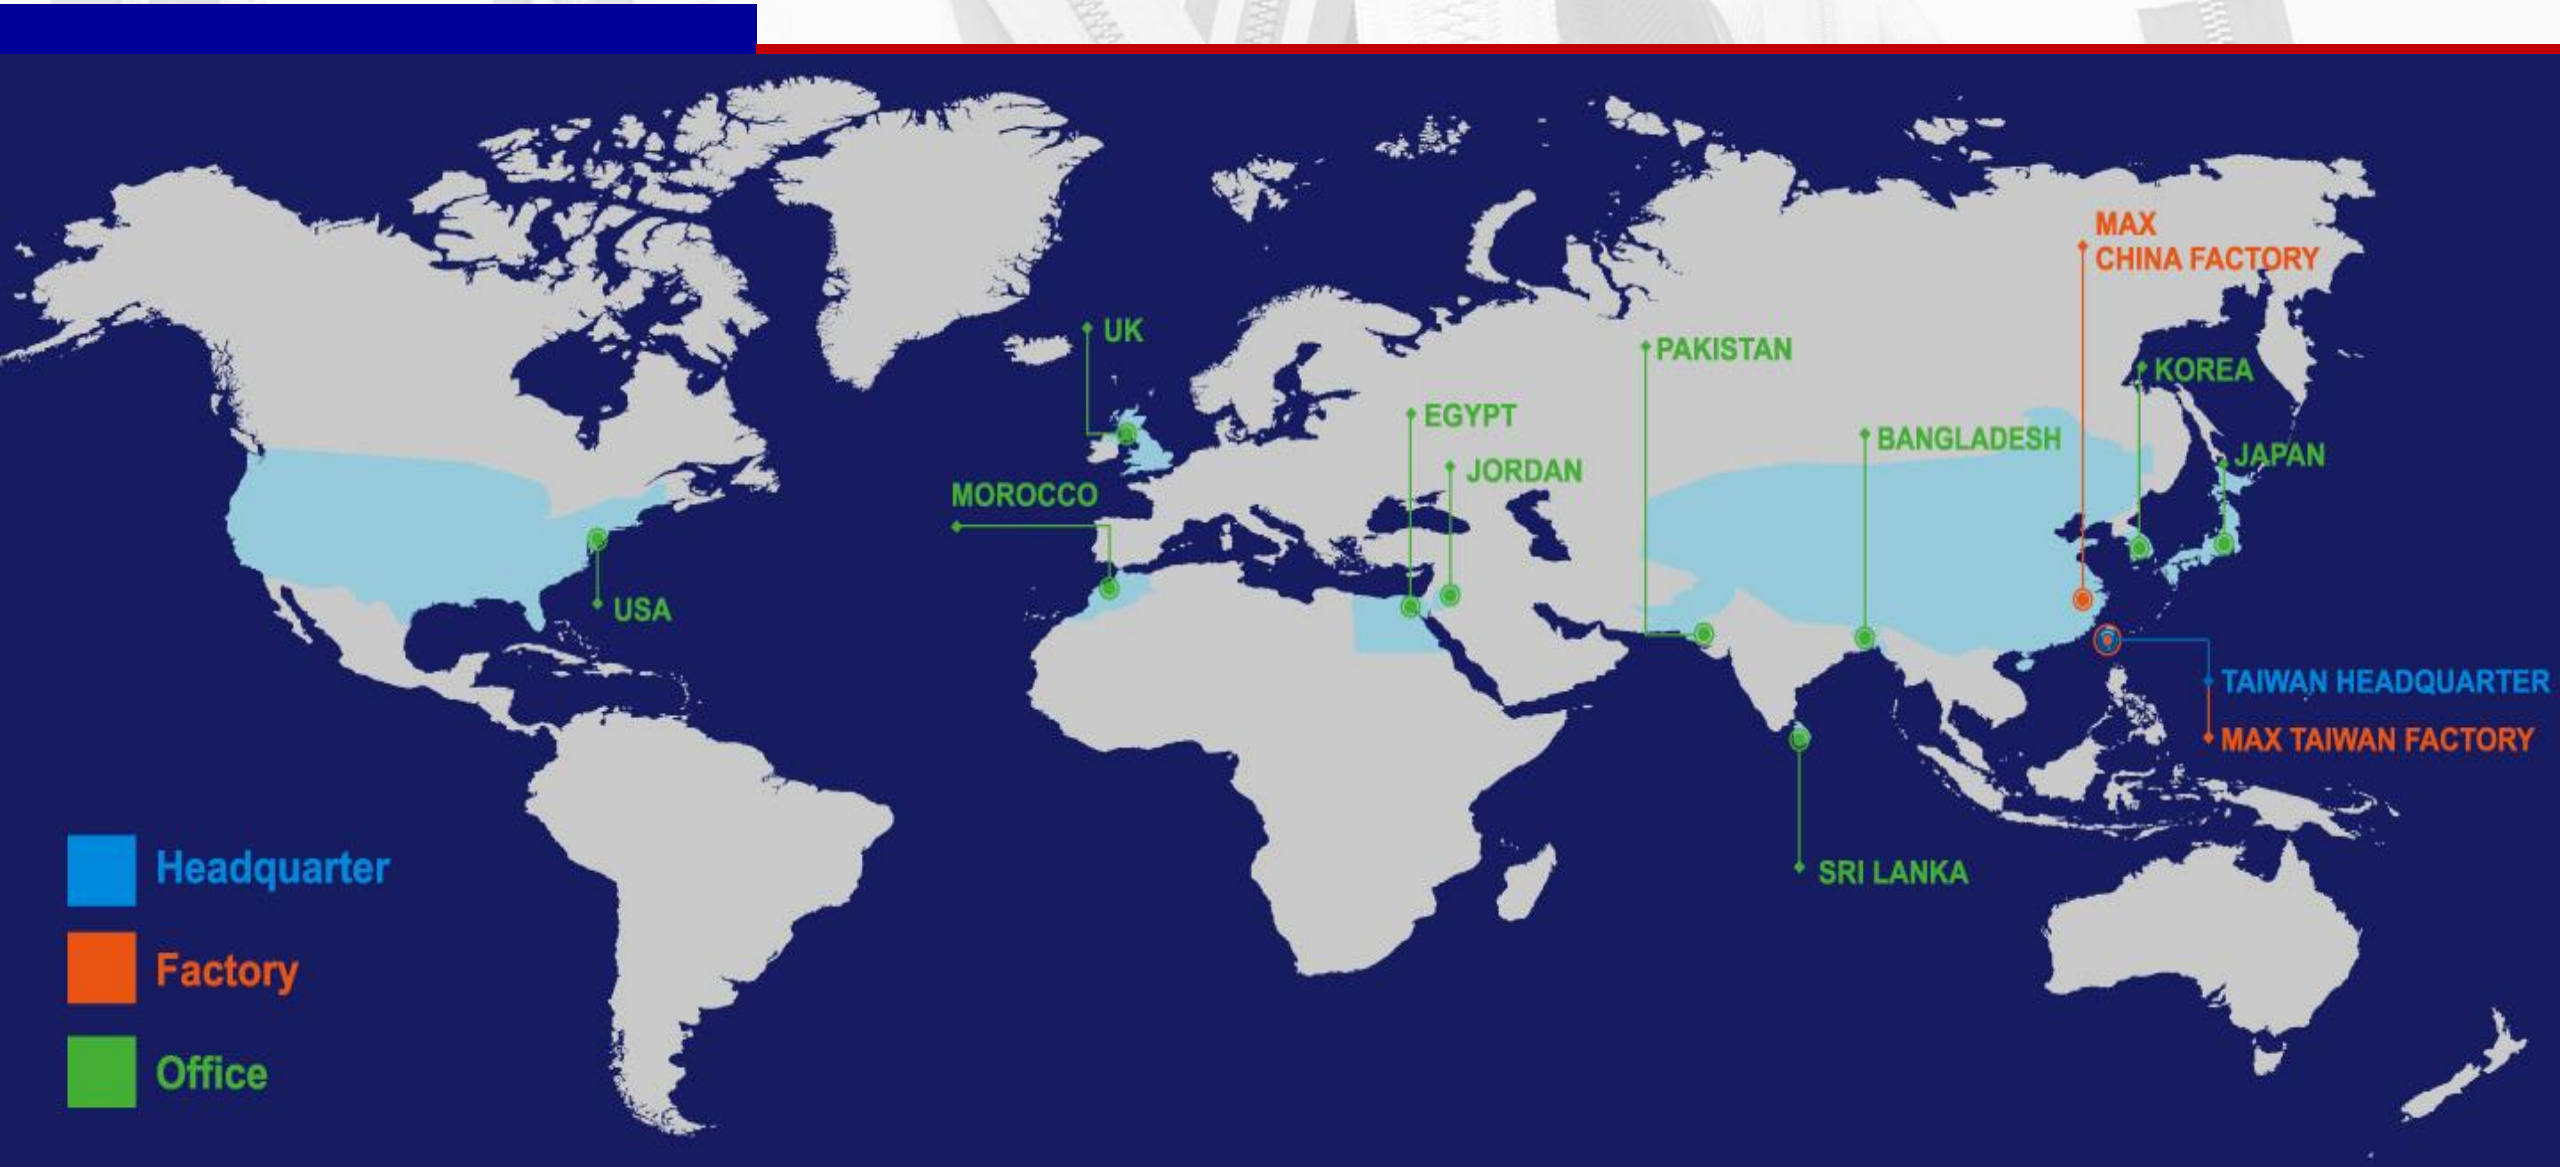 MAX
CHINA FACTORY
UK
PAKISTAN
KOREA
EGYPT
BANGLADESH
JAPAN
JORDAN
MOROCCO
USA
TAIWAN HEADQUARTER
MAX TAIWAN FACTORY
SRI LANKA
Headquarter
Factory
Office